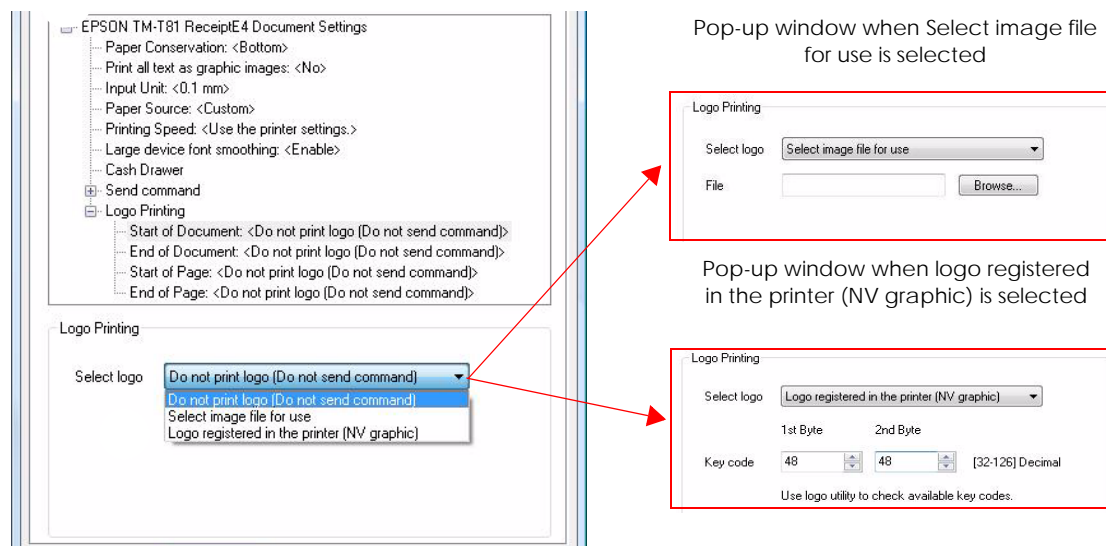 EPSON TM-T81 ReceiptE4 Document Settings
Paper Conservation: <Bottom>
Print all text as graphic images: <No>
Input Unit: <0.1 mm>
Paper Source: <Custom>
Printing Speed: <Use the printer settings.>
Large device font smoothing: <Enable>
Cash Drawer
Send command
Logo Printing
Start of Document: <Do not print logo (Do not send command)>
End of Document: <Do not print logo (Do not send command)>
Start of Page: <Do not print logo (Do not send command)>
End of Page: <Do not print logo (Do not send command)>
Logo Printing
Select logo Do not print logo (Do not send command)
Do not print logo (Do not send command)
Select image file for use
Logo registered in the printer (NV graphic)
Pop-up window when Select image file
for use is selected
Logo Printing
Select logo Select image file for use
File Browse...
Pop-up window when logo registered
in the printer (NV graphic) is selected
Logo Printing
Select logo Logo registered in the printer (NV graphic)
1st Byte 2nd Byte
Key code 48 48 [32-126] Decimal
Use logo utility to check available key codes.